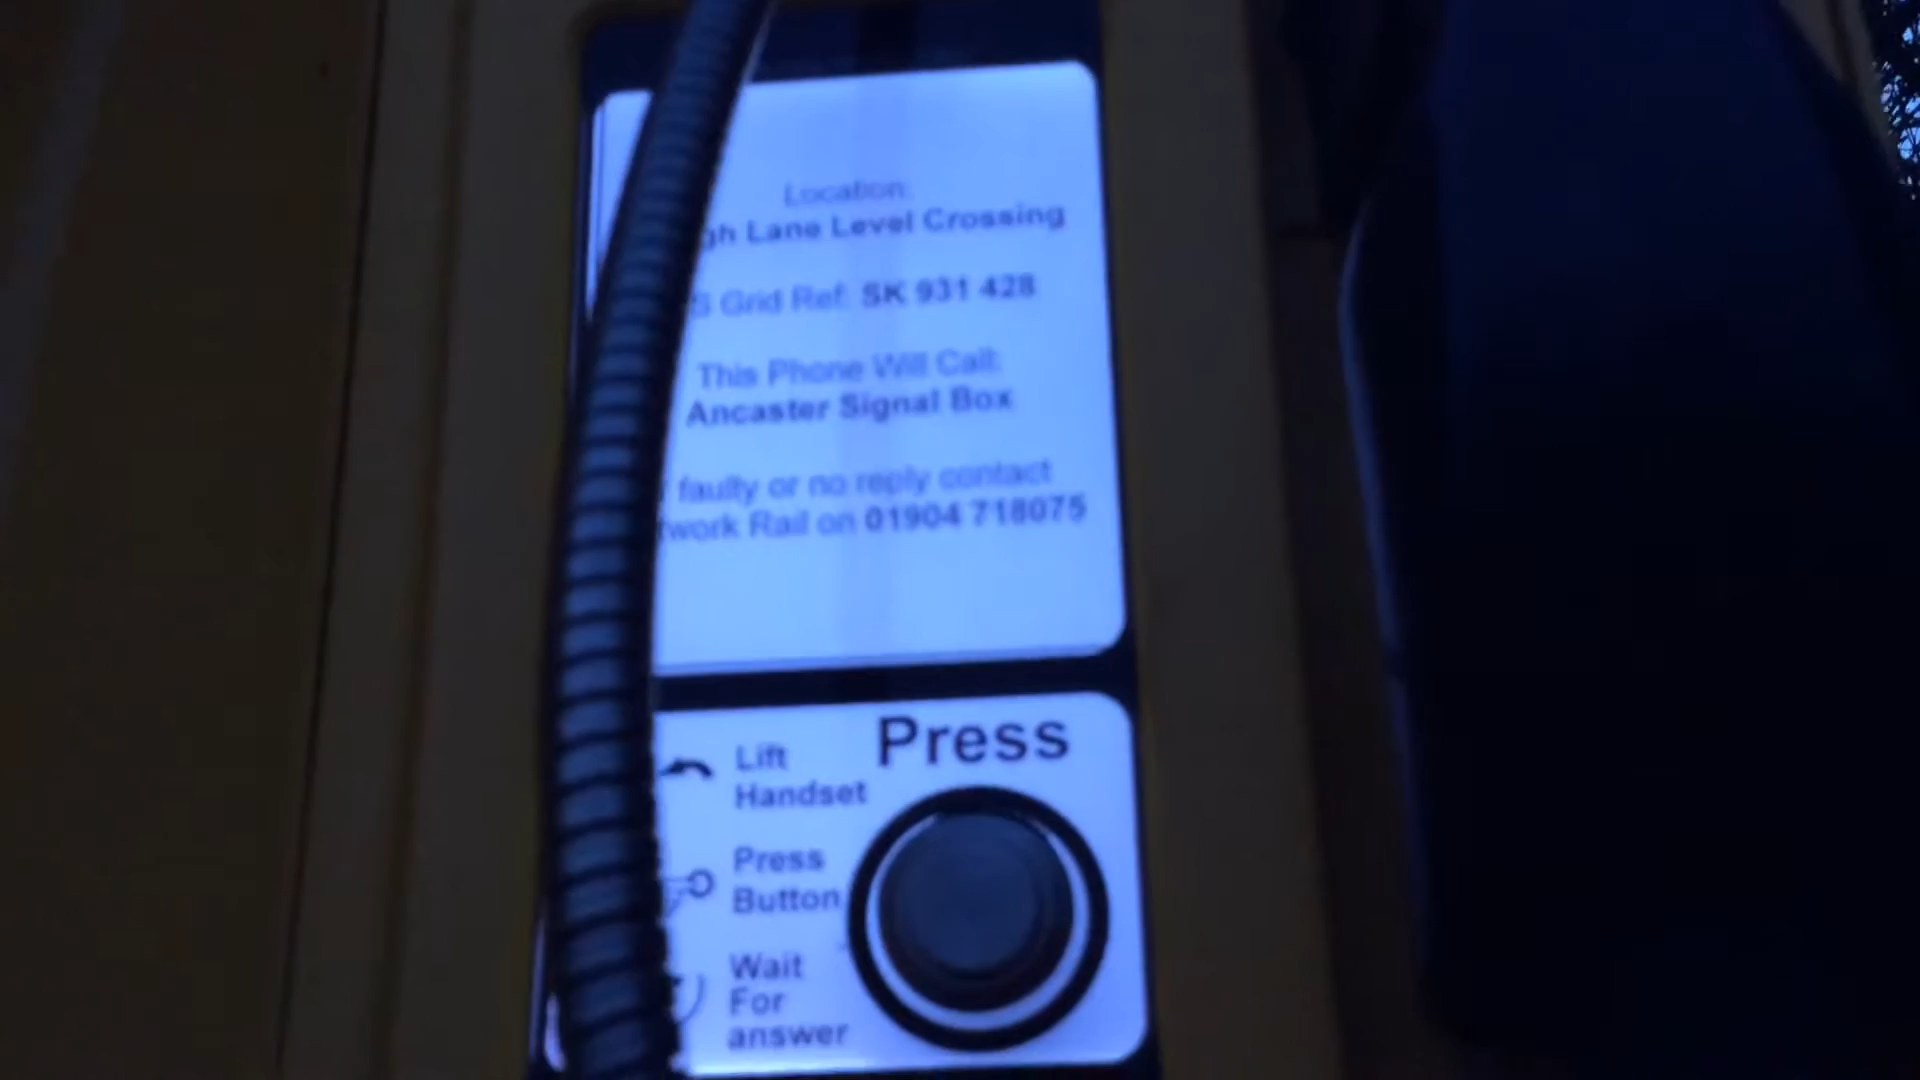 Location:
gh Lane Level Crossing
S Grid Ref: SK 931 428
This Phone Will Call:
Ancaster Signal Box
faulty or no reply contact
work Rail on 01904 718075
Press
Lift
Handset
Press
Button
Wait
For
answer